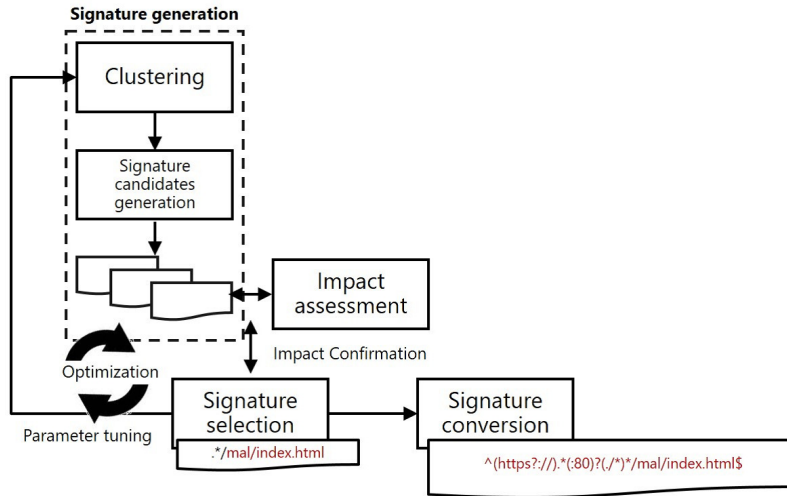 Signature generation
Clustering
Signature
candidates
generation
Impact
assessment
Impact Confirmation
Optimization
Parameter tuning
Signature
selection
.*/mal/index.html
Signature
conversion
^(https?://).*(:80)?(./*)*/mal/index.html$